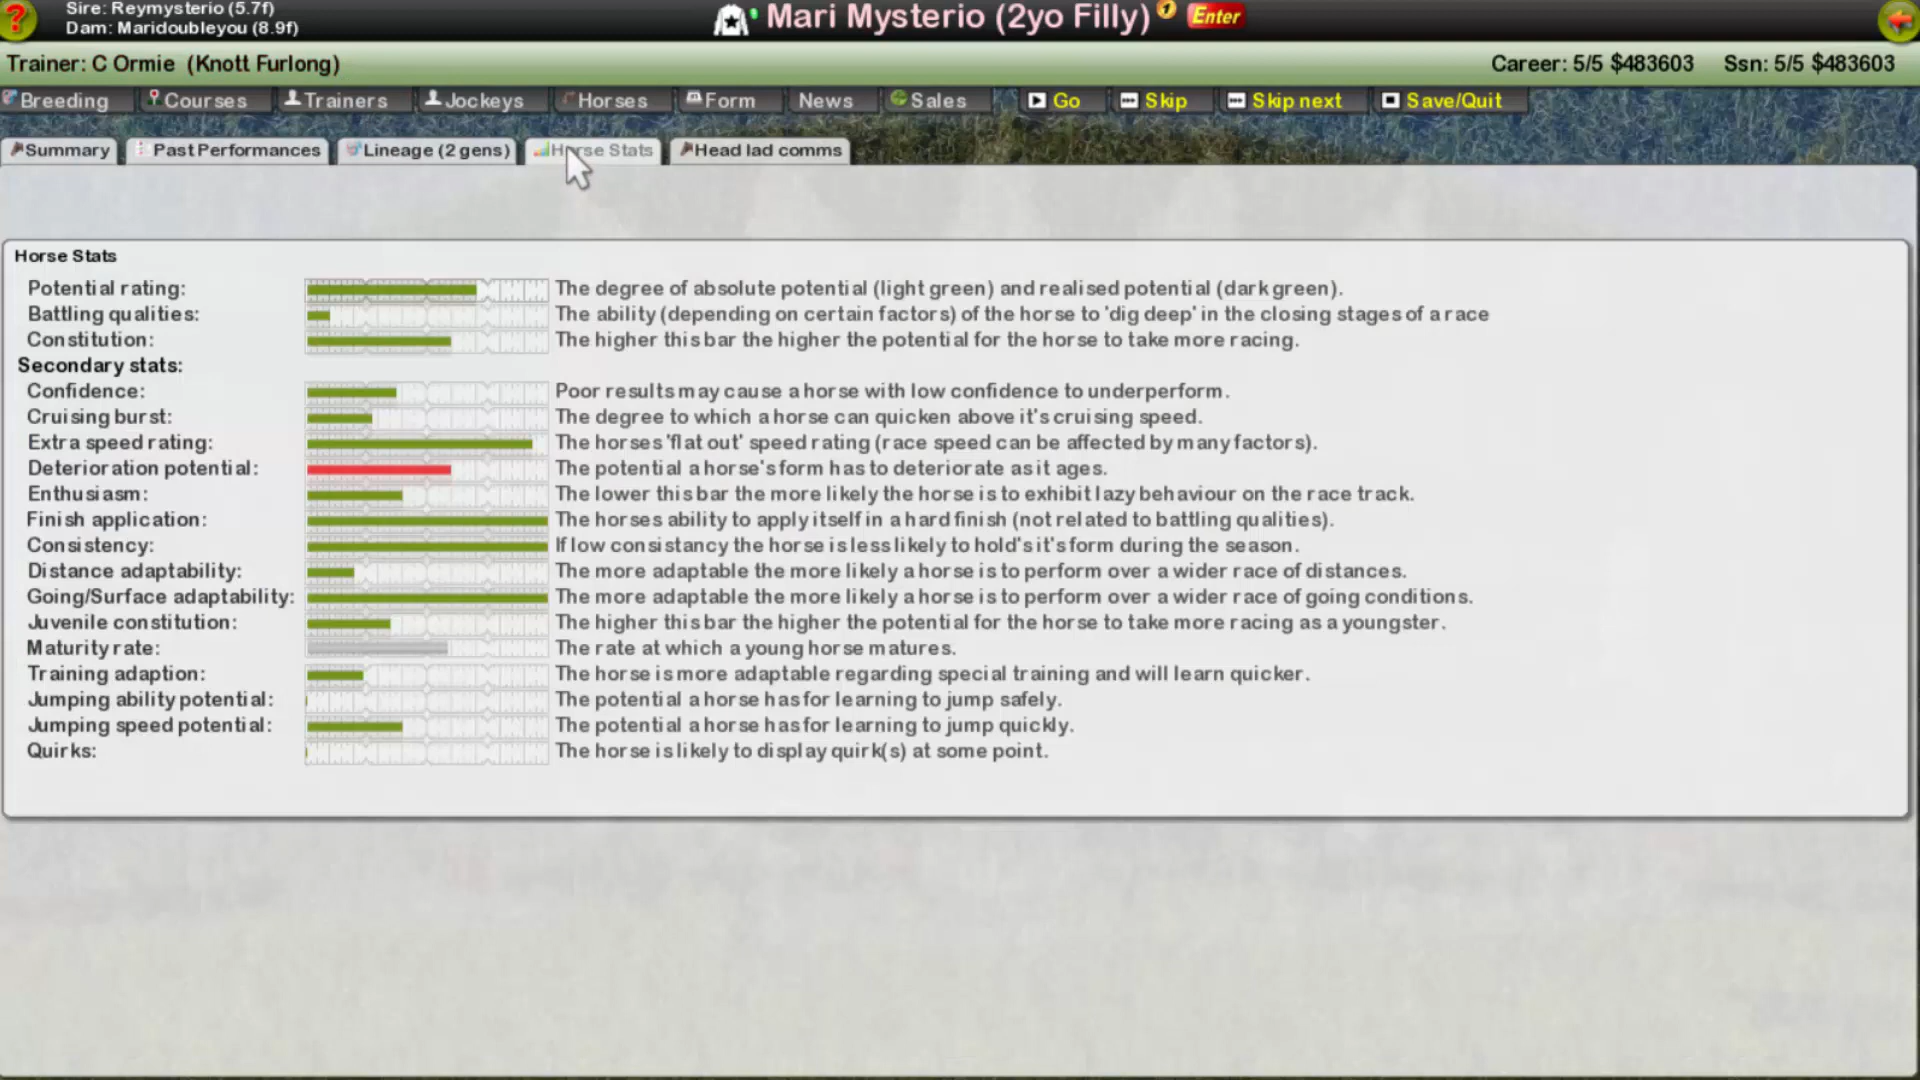 Sire: Reymysterio (5.7f)
Dam: Maridoubleyou (8.9f)
Mari Mysterio (2yo Filly) 1 Enter
Trainer: C Ormie (Knott Furlong)
Career: 5/5 $483603 Ssn: 5/5 $483603
Breeding Courses Trainers Jockeys Horses Form News Sales Go Skip Skip next Save/Quit
Summary Past Performances Lineage (2 gens) Horse Stats Head lad comms
Horse Stats
Potential rating: The degree of absolute potential (light green) and realised potential (dark green).
Battling qualities: The ability (depending on certain factors) of the horse to 'dig deep' in the closing stages of a race
Constitution: The higher this bar the higher the potential for the horse to take more racing.
Secondary stats:
Confidence: Poor results may cause a horse with low confidence to underperform.
Cruising burst: The degree to which a horse can quicken above it's cruising speed.
Extra speed rating: The horses 'flat out' speed rating (race speed can be affected by many factors).
Deterioration potential: The potential a horse's form has to deteriorate as it ages.
Enthusiasm: The lower this bar the more likely the horse is to exhibit lazy behaviour on the race track.
Finish application: The horses ability to apply itself in a hard finish (not related to battling qualities).
Consistency: If low consistancy the horse is less likely to hold's it's form during the season.
Distance adaptability: The more adaptable the more likely a horse is to perform over a wider race of distances.
Going/Surface adaptability: The more adaptable the more likely a horse is to perform over a wider race of going conditions.
Juvenile constitution: The higher this bar the higher the potential for the horse to take more racing as a youngster.
Maturity rate: The rate at which a young horse matures.
Training adaption: The horse is more adaptable regarding special training and will learn quicker.
Jumping ability potential: The potential a horse has for learning to jump safely.
Jumping speed potential: The potential a horse has for learning to jump quickly.
Quirks: The horse is likely to display quirk(s) at some point.